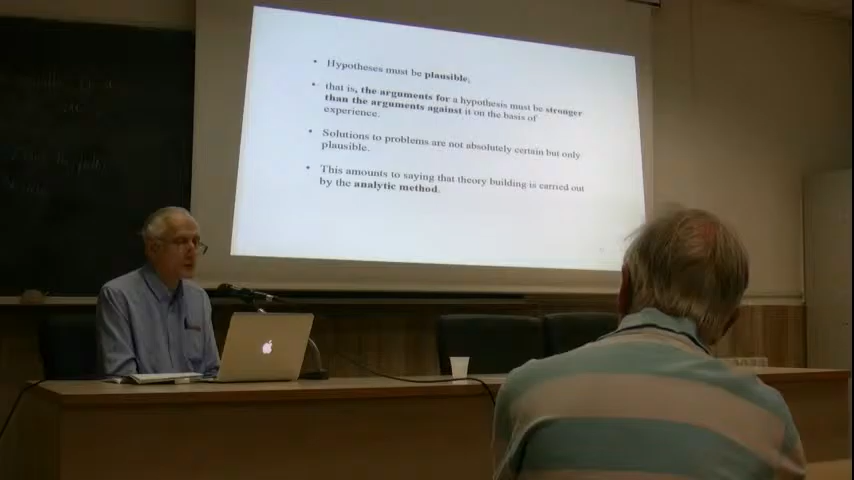 • Hypotheses must be plausible,
• that is, the arguments for a hypothesis must be stronger
than the arguments against it on the basis of
experience.
• Solutions to problems are not absolutely certain but only
plausible.
• This amounts to saying that theory building is carried out
by the analytic method.